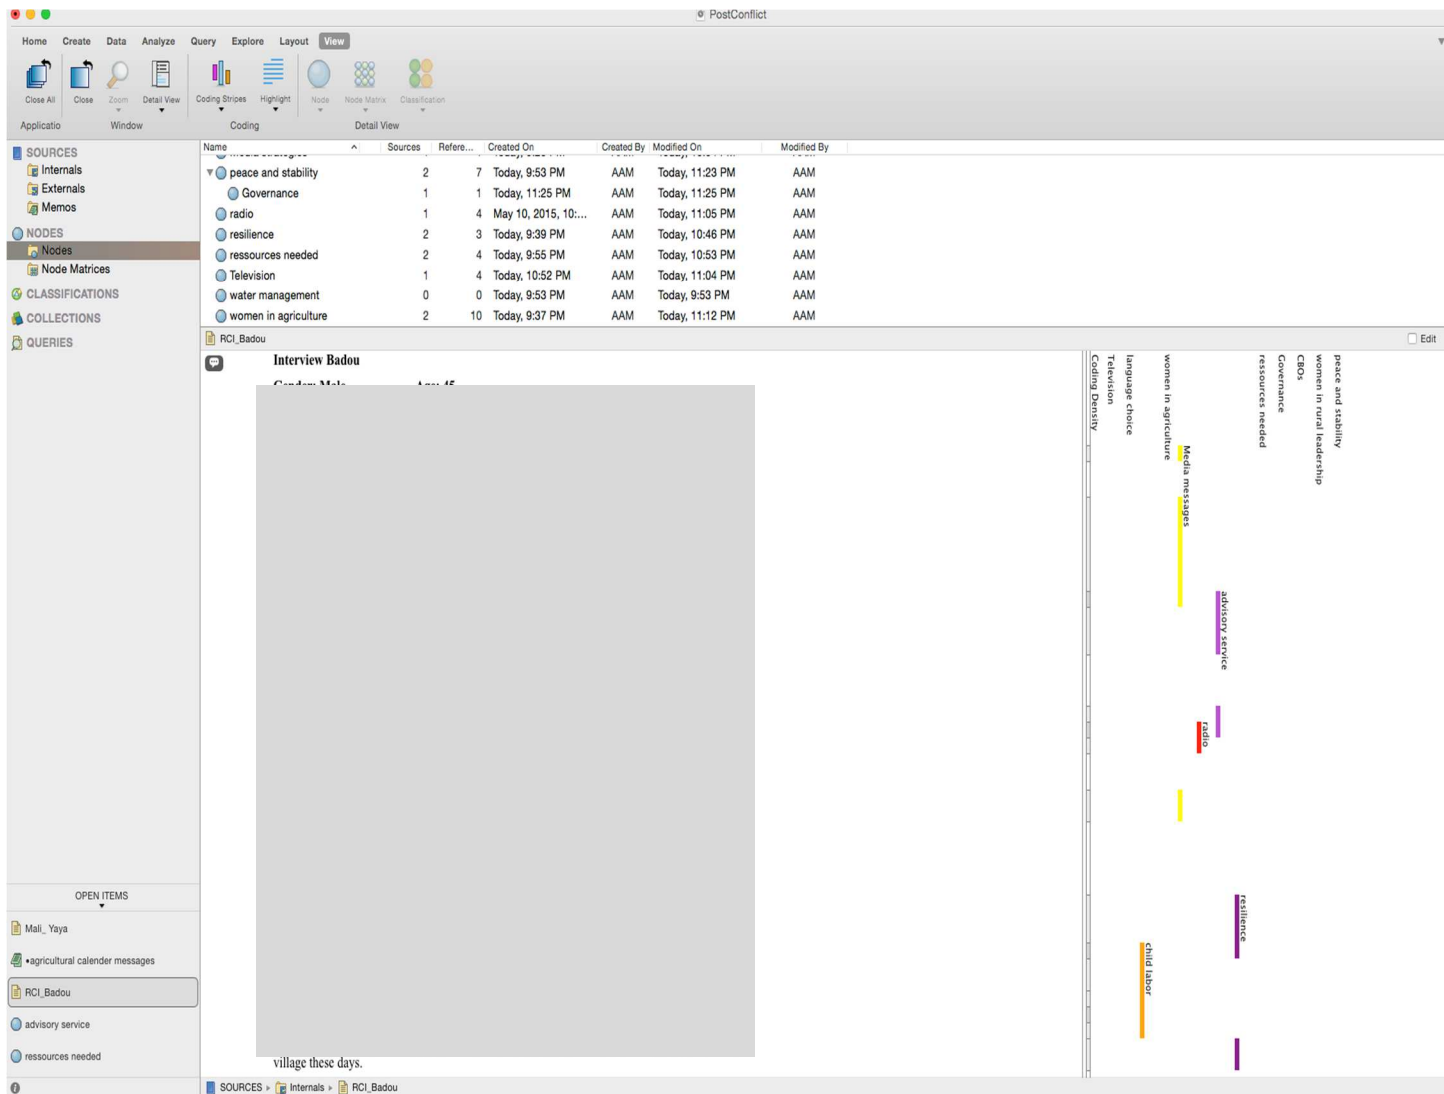 PostConflict
Home Create Data Analyze Query Explore Layout View
Close All Close Zoom Detail View Coding Stripes Highlight Node Node Matrix Classification
Applicatio Window Coding Detail View
SOURCES
Internals
Externals
Memos
NODES
Nodes
Node Matrices
CLASSIFICATIONS
COLLECTIONS
QUERIES
Name Sources Refere... Created On Created By Modified On Modified By
peace and stability 2 7 Today, 9:53 PM AAM Today, 11:23 PM AAM
Governance 1 1 Today, 11:25 PM AAM Today, 11:25 PM AAM
radio 1 4 May 10, 2015, 10:... AAM Today, 11:05 PM AAM
resilience 2 3 Today, 9:39 PM AAM Today, 10:46 PM AAM
ressources needed 2 4 Today, 9:55 PM AAM Today, 10:53 PM AAM
Television 1 4 Today, 10:52 PM AAM Today, 11:04 PM AAM
water management 0 0 Today, 9:53 PM AAM Today, 9:53 PM AAM
women in agriculture 2 10 Today, 9:37 PM AAM Today, 11:12 PM AAM
RCI_Badou Edit
Interview Badou
Gender: Male Age: 45
village these days.
peace and stability
women in rural leadership
CBOs
Governance
ressources needed
resilience
advisory service
radio
Media messages
women in agriculture
child labor
language choice
Television
Coding Density
OPEN ITEMS
Mali_ Yaya
•agricultural calender messages
RCI_Badou
advisory service
ressources needed
SOURCES Internals RCI_Badou